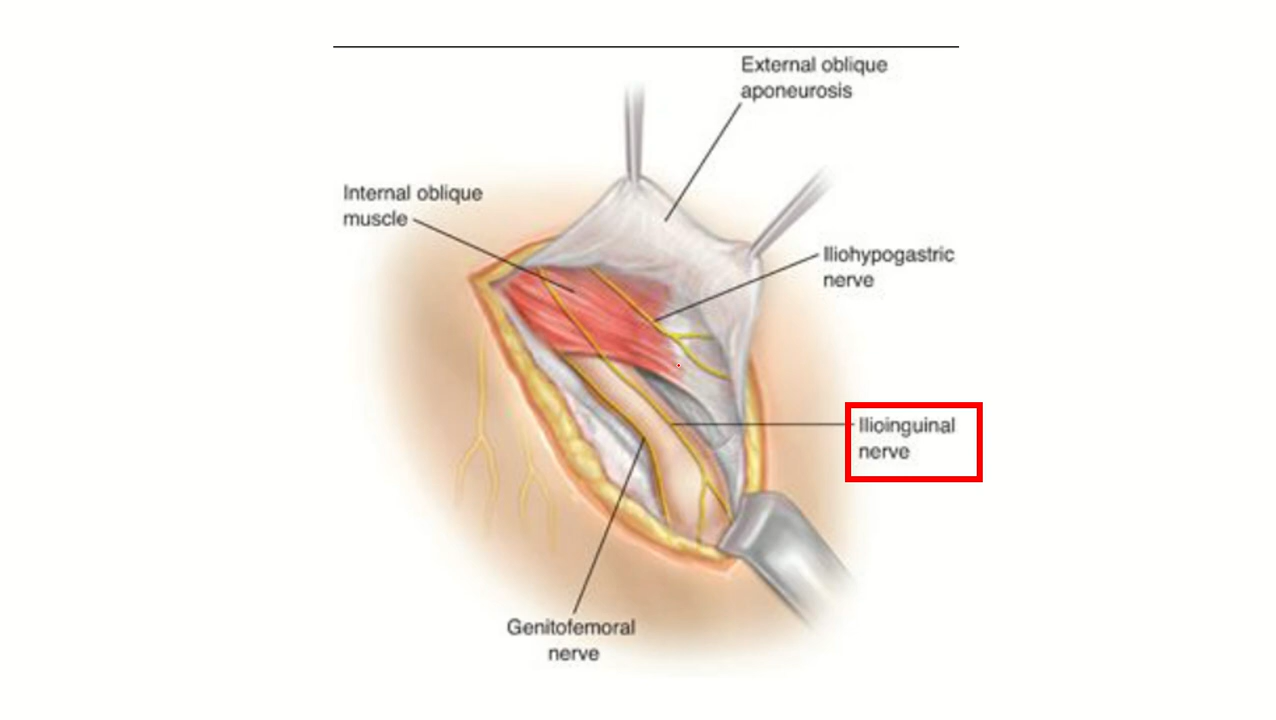 External oblique
aponeurosis
Internal oblique
muscle
Iliohypogastric
nerve
Ilioinguinal
nerve
Genitofemoral
nerve